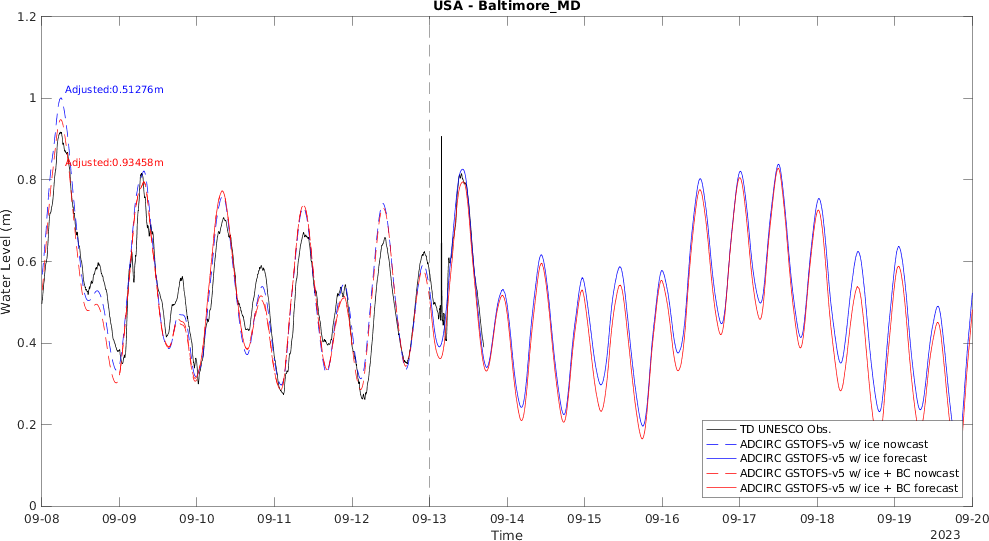 USA - Baltimore_MD
1.2
1
0.8
0.6
0.4
0.2
0
Water Level (m)
Adjusted:0.51276m
Adjusted:0.93458m
TD UNESCO Obs.
ADCIRC GSTOFS-v5 w/ ice nowcast
ADCIRC GSTOFS-v5 w/ ice forecast
ADCIRC GSTOFS-v5 w/ ice + BC nowcast
ADCIRC GSTOFS-v5 w/ ice + BC forecast
09-08 09-09 09-10 09-11 09-12 09-13 09-14 09-15 09-16 09-17 09-18 09-19 09-20
Time
2023